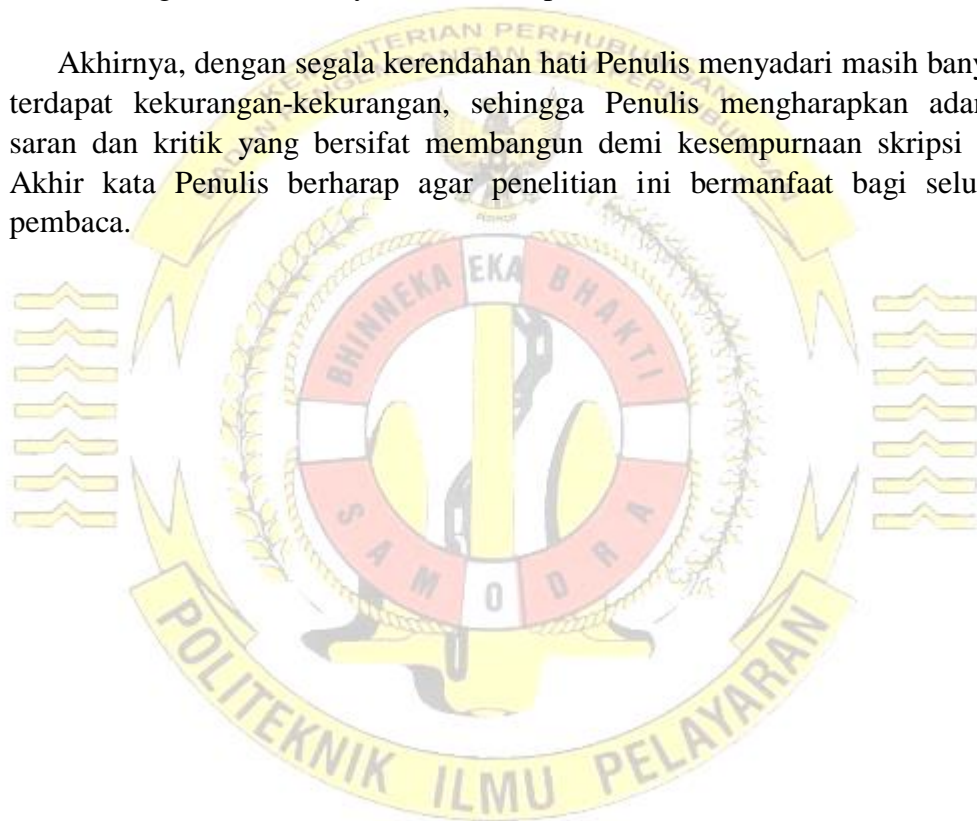 Akhirnya, dengan segala kerendahan hati Penulis menyadari masih bany
terdapat kekurangan-kekurangan, sehingga Penulis mengharapkan adan
saran dan kritik yang bersifat membangun demi kesempurnaan skripsi
Akhir kata Penulis berharap agar penelitian ini bermanfaat bagi selu
pembaca.
BHINNEKA EKA BHAKTI
SAMODRA
POLITEKNIK ILMU PELAYARAN